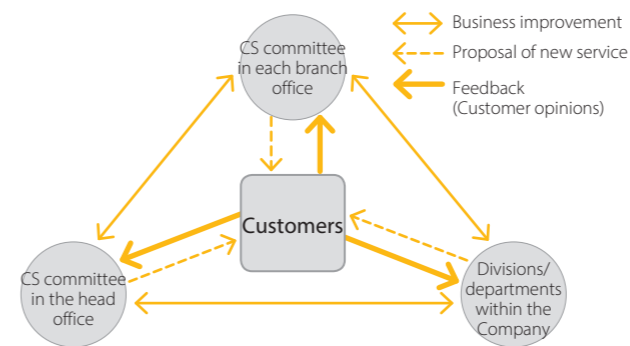 CS committee
in each branch
office
Business improvement
Proposal of new service
Feedback
(Customer opinions)
Customers
CS committee
in the head
office
Divisions/
departments
within the
Company